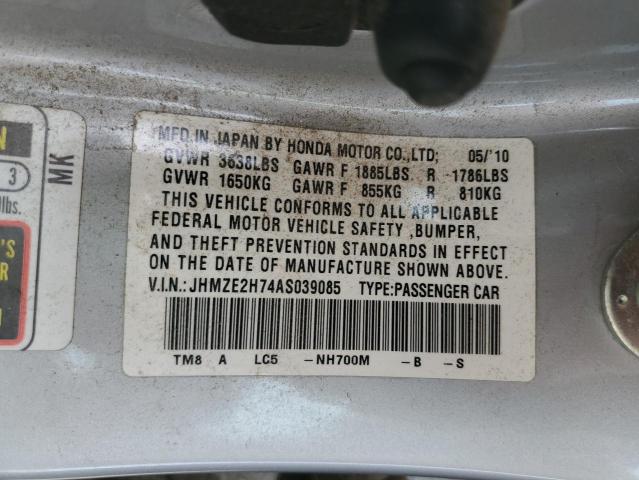 MFD.IN JAPAN BY HONDA MOTOR CO.,LTD; 05/'10
GVWR 3638LBS GAWR F 1885LBS R 1786LBS
GVWR 1650KG GAWR F 855KG R 810KG
THIS VEHICLE CONFORMS TO ALL APPLICABLE
FEDERAL MOTOR VEHICLE SAFETY ,BUMPER,
AND THEFT PREVENTION STANDARDS IN EFFECT
ON THE DATE OF MANUFACTURE SHOWN ABOVE.
V.I.N.:JHMZE2H74AS039085 TYPE:PASSENGER CAR
TM8 A LC5 -NH700M -B -S
MK
3
lbs.